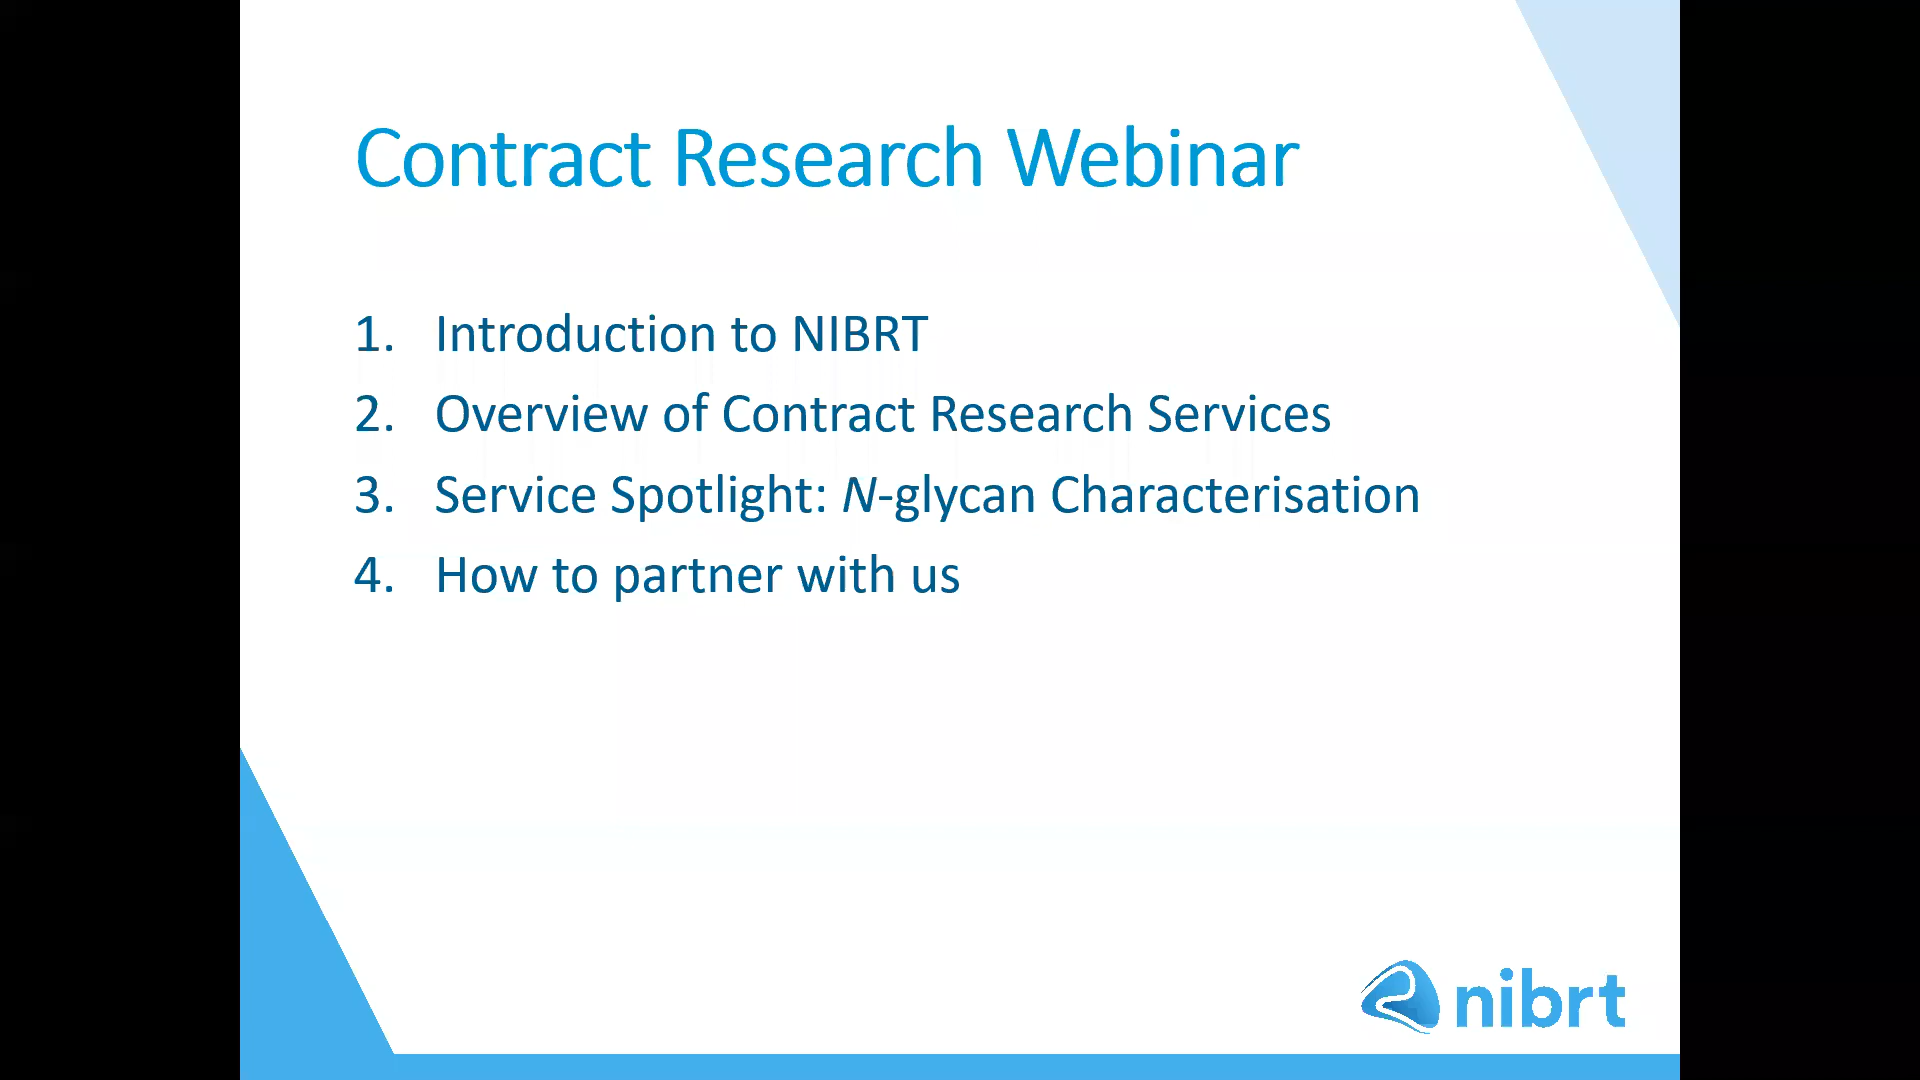 Contract Research Webinar
1. Introduction to NIBRT
2. Overview of Contract Research Services
3. Service Spotlight: N-glycan Characterisation
4. How to partner with us
nibrt